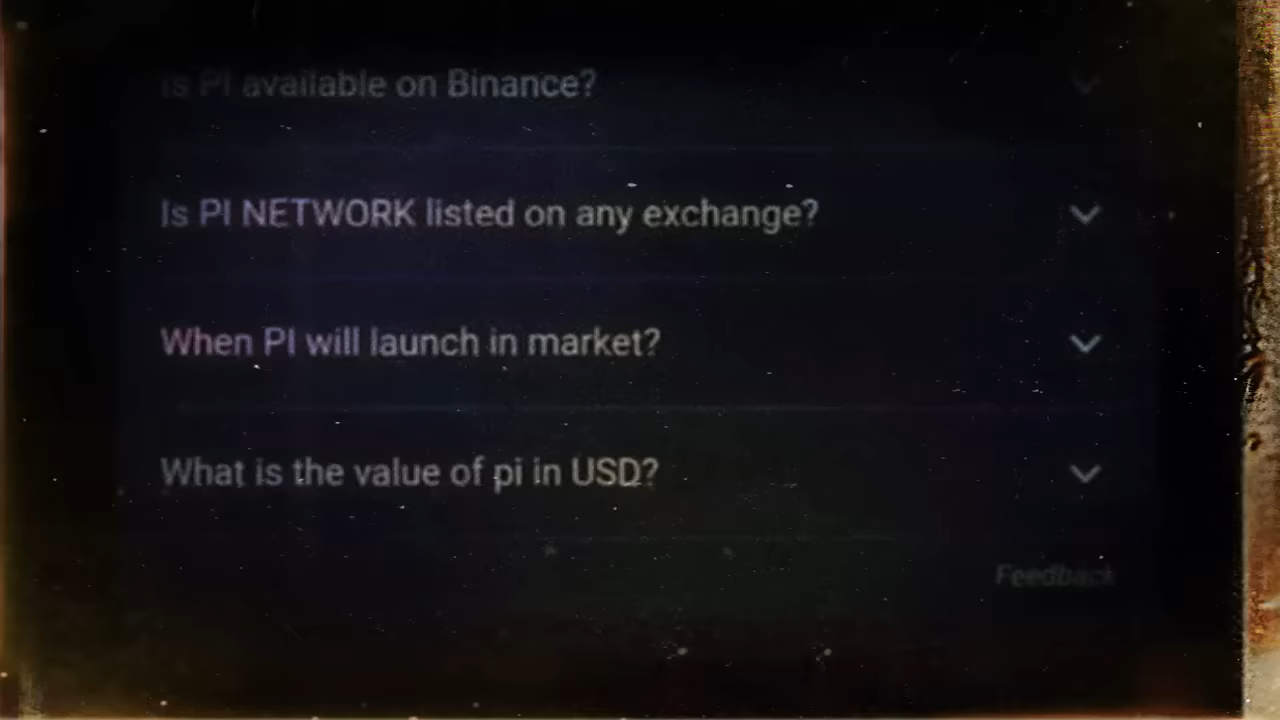 Is PI available on Binance?
Is PI NETWORK listed on any exchange?
When PI will launch in market?
What is the value of pi in USD?
Feedback